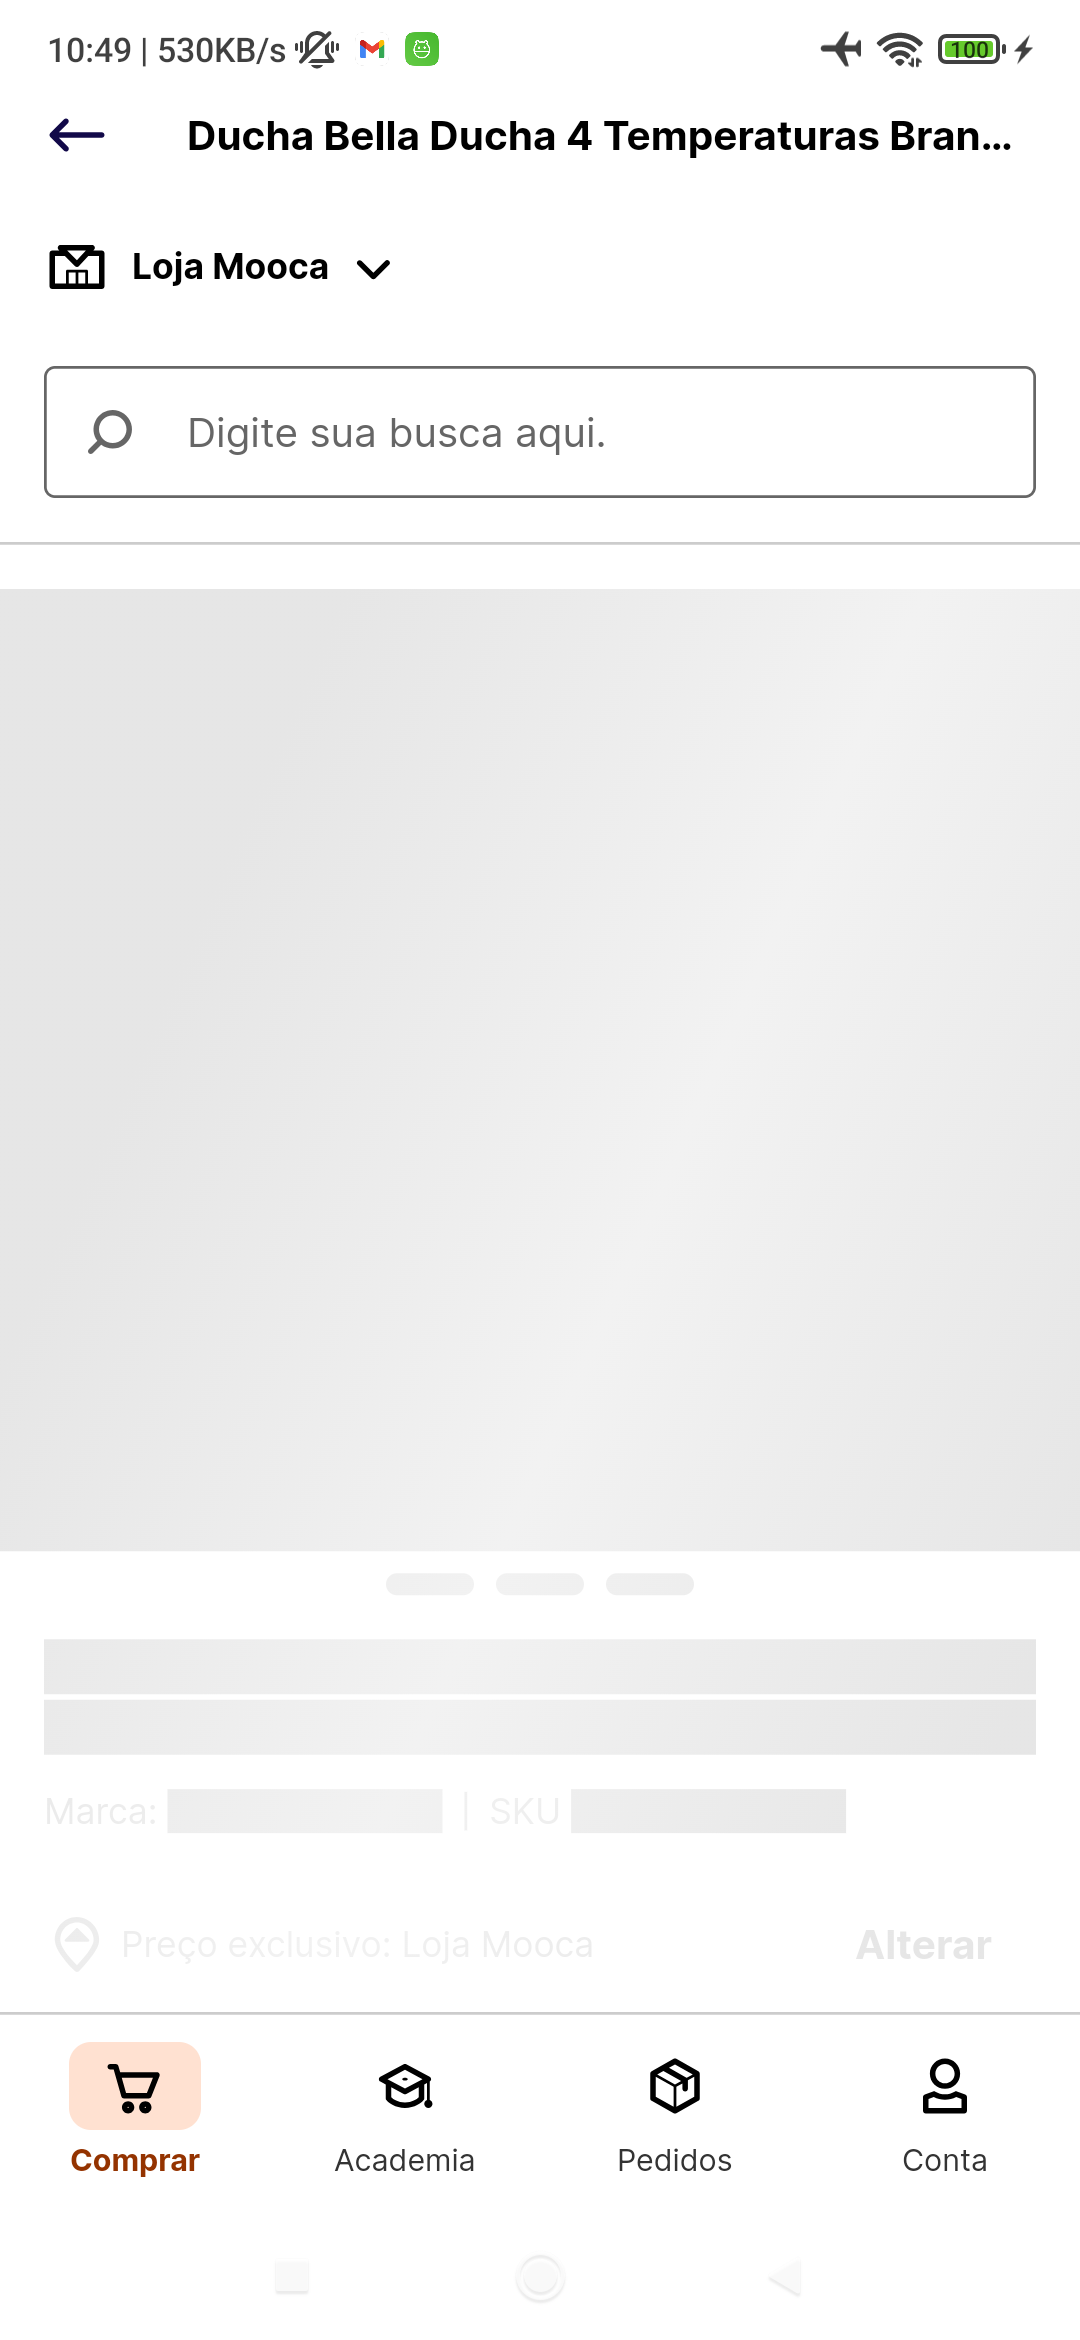 10:49 | 530KB/s
100
Ducha Bella Ducha 4 Temperaturas Bran...
Loja Mooca
Digite sua busca aqui.
Marca: | SKU
Preço exclusivo: Loja Mooca Alterar
Comprar Academia Pedidos Conta